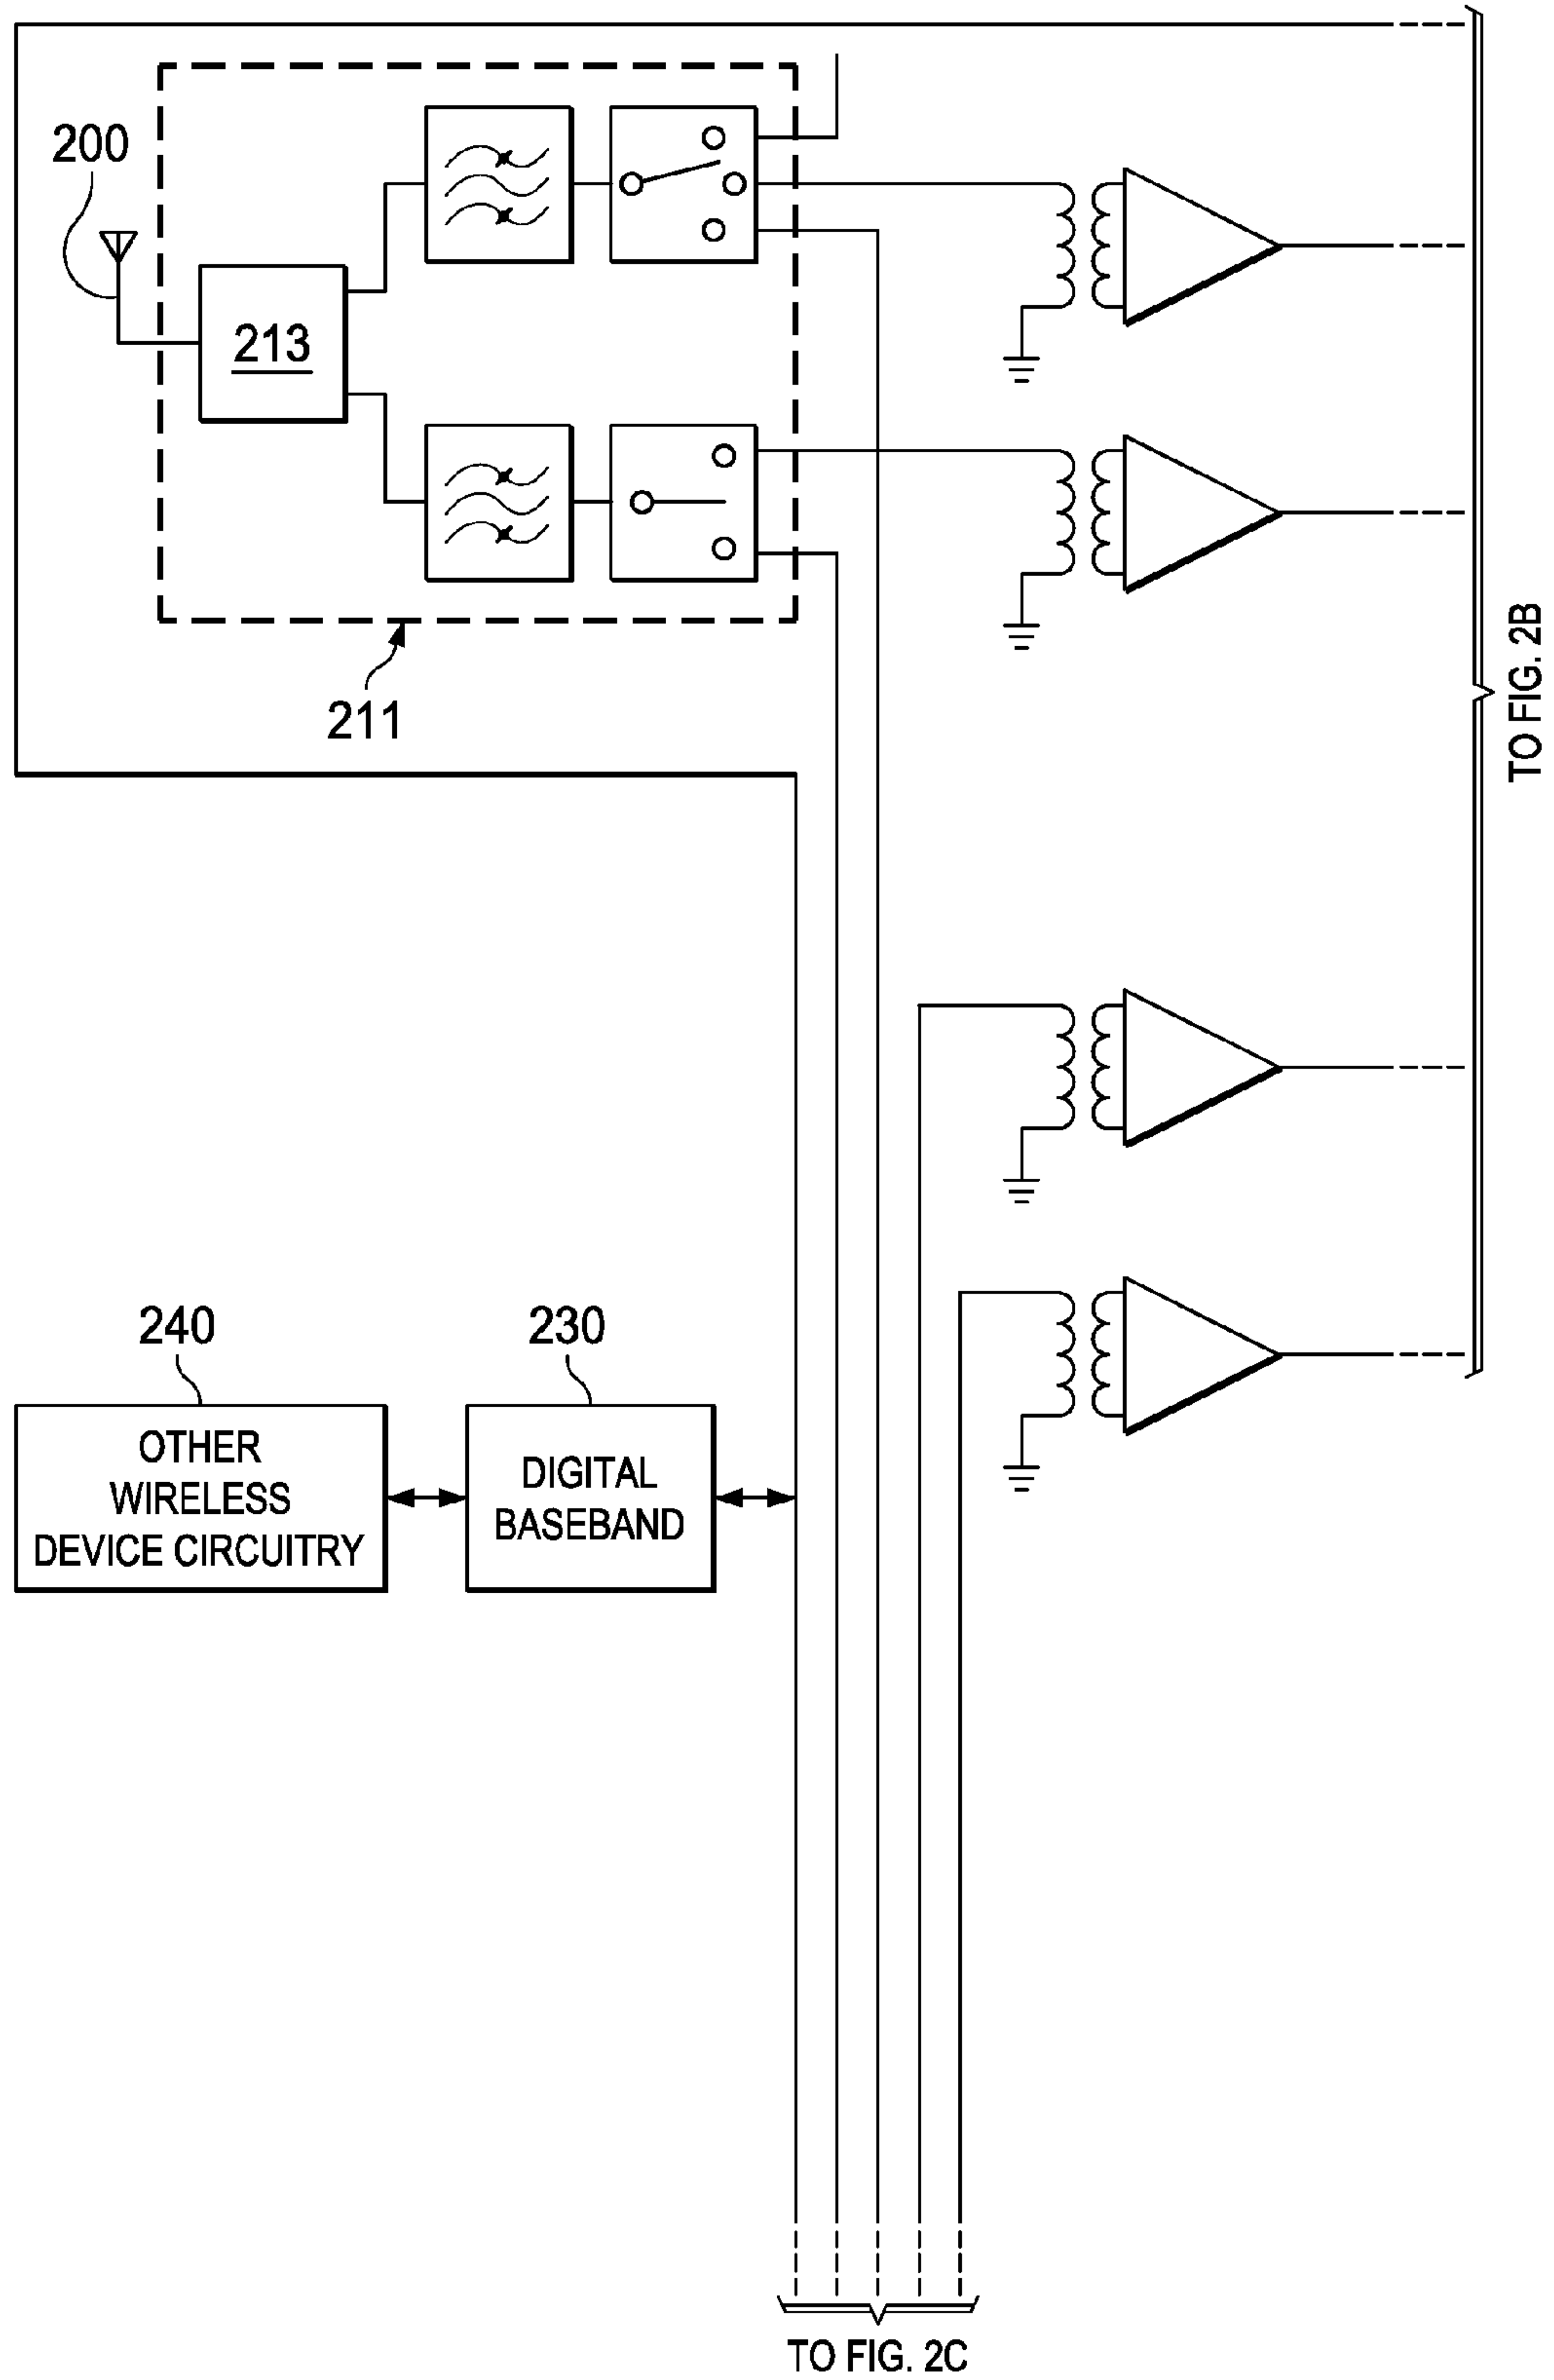 200
213
211
TO FIG. 2B
240
230
OTHER
WIRELESS
DEVICE CIRCUITRY
DIGITAL
BASEBAND
TO FIG. 2C